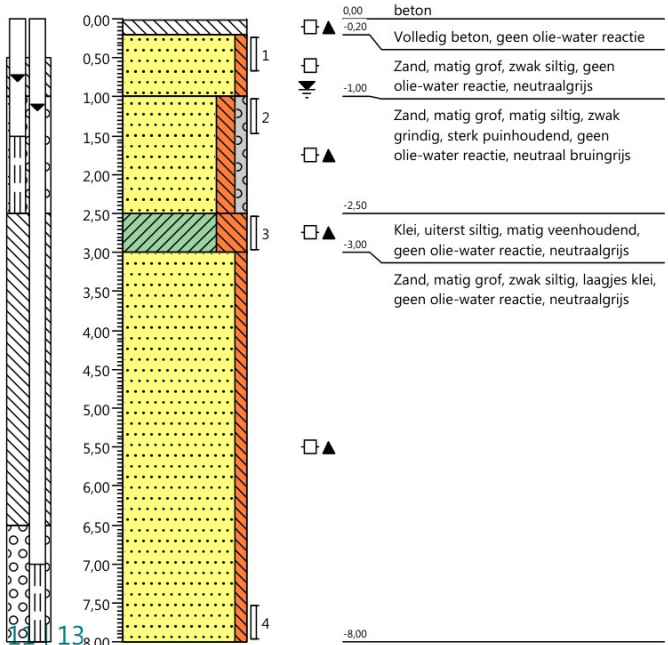 0,00
0,50
1,00
1,50
2,00
2,50
3,00
3,50
4,00
4,50
5,00
5,50
6,00
6,50
7,00
7,50
8,00
1
2
3
4
13
0,00
beton
-0,20
Volledig beton, geen olie-water reactie
Zand, matig grof, zwak siltig, geen
olie-water reactie, neutraalgrijs
-1,00
Zand, matig grof, matig siltig, zwak
grindig, sterk puinhoudend, geen
olie-water reactie, neutraal bruingrijs
-2,50
Klei, uiterst siltig, matig veenhoudend,
geen olie-water reactie, neutraalgrijs
-3,00
Zand, matig grof, zwak siltig, laagjes klei,
geen olie-water reactie, neutraalgrijs
-8,00